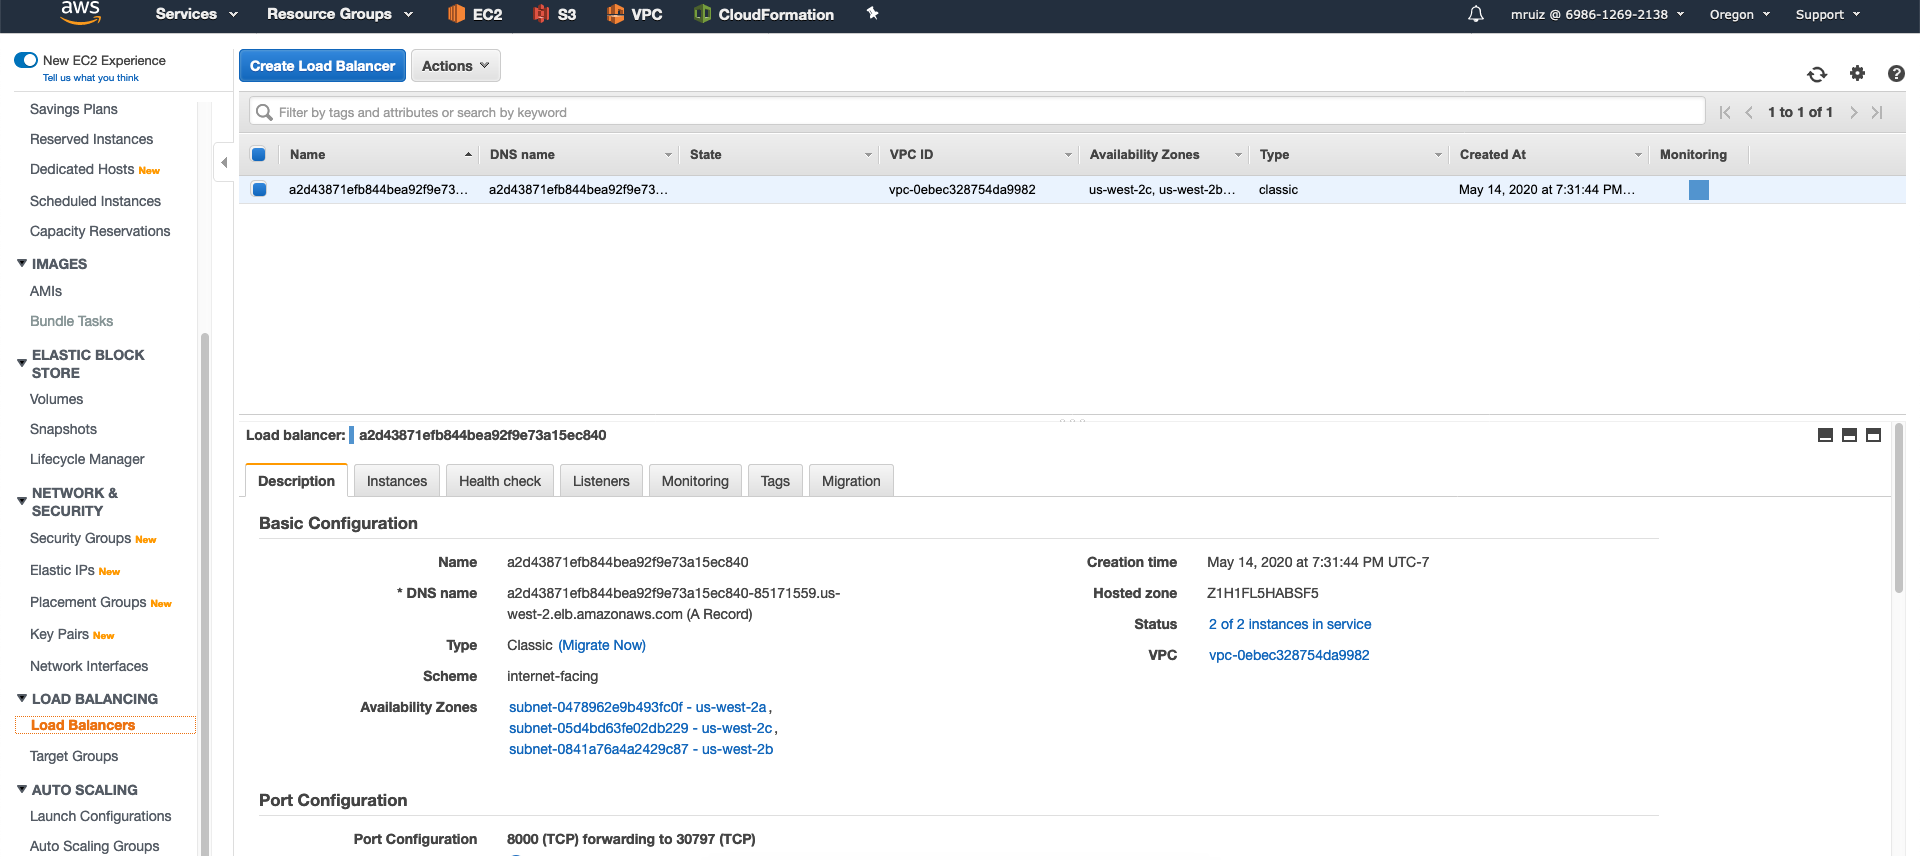 aws
Services
Resource Groups
EC2
S3
VPC
CloudFormation
mruiz @ 6986-1269-2138
Oregon
Support
New EC2 Experience
Tell us what you think
Savings Plans
Reserved Instances
Dedicated Hosts New
Scheduled Instances
Capacity Reservations
IMAGES
AMIs
Bundle Tasks
ELASTIC BLOCK
STORE
Volumes
Snapshots
Lifecycle Manager
NETWORK &
SECURITY
Security Groups New
Elastic IPs New
Placement Groups New
Key Pairs New
Network Interfaces
LOAD BALANCING
Load Balancers
Target Groups
AUTO SCALING
Launch Configurations
Auto Scaling Groups
Create Load Balancer
Actions
Filter by tags and attributes or search by keyword
1 to 1 of 1
Name DNS name State VPC ID Availability Zones Type Created At Monitoring
a2d43871efb844bea92f9e73... a2d43871efb844bea92f9e73... vpc-0ebec328754da9982 us-west-2c, us-west-2b... classic May 14, 2020 at 7:31:44 PM...
Load balancer: a2d43871efb844bea92f9e73a15ec840
Description
Instances
Health check
Listeners
Monitoring
Tags
Migration
Basic Configuration
Name a2d43871efb844bea92f9e73a15ec840
* DNS name a2d43871efb844bea92f9e73a15ec840-85171559.us-
west-2.elb.amazonaws.com (A Record)
Type Classic (Migrate Now)
Scheme internet-facing
Availability Zones subnet-0478962e9b493fc0f - us-west-2a,
subnet-05d4bd63fe02db229 - us-west-2c,
subnet-0841a76a4a2429c87 - us-west-2b
Creation time May 14, 2020 at 7:31:44 PM UTC-7
Hosted zone Z1H1FL5HABSF5
Status 2 of 2 instances in service
VPC vpc-0ebec328754da9982
Port Configuration
Port Configuration 8000 (TCP) forwarding to 30797 (TCP)